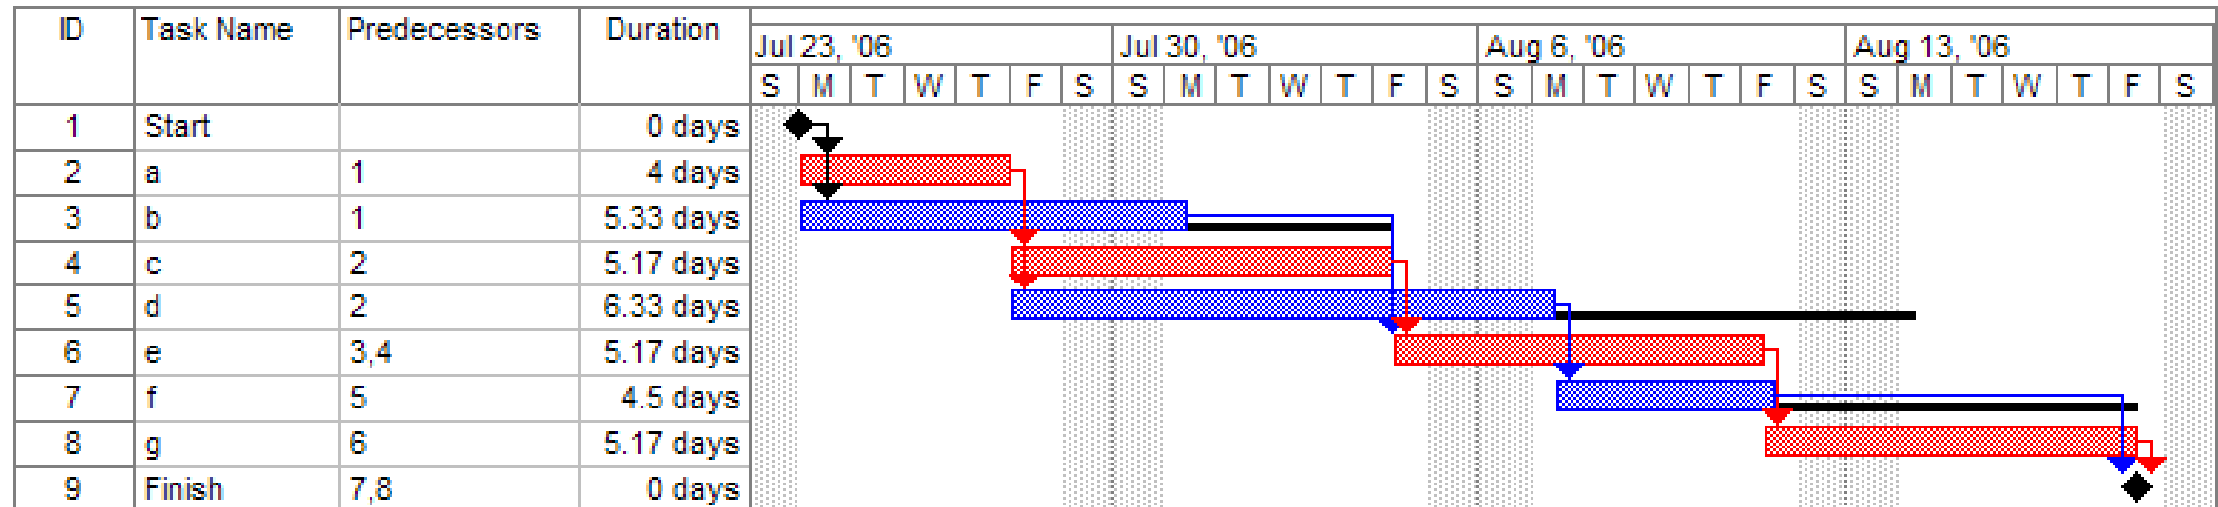 ID Task Name Predecessors Duration
Jul 23, '06 Jul 30, '06 Aug 6, '06 Aug 13, '06
S M T W T F S S M T W T F S S M T W T F S S M T W T F S
1 Start 0 days
2 a 1 4 days
3 b 1 5.33 days
4 c 2 5.17 days
5 d 2 6.33 days
6 e 3,4 5.17 days
7 f 5 4.5 days
8 g 6 5.17 days
9 Finish 7,8 0 days